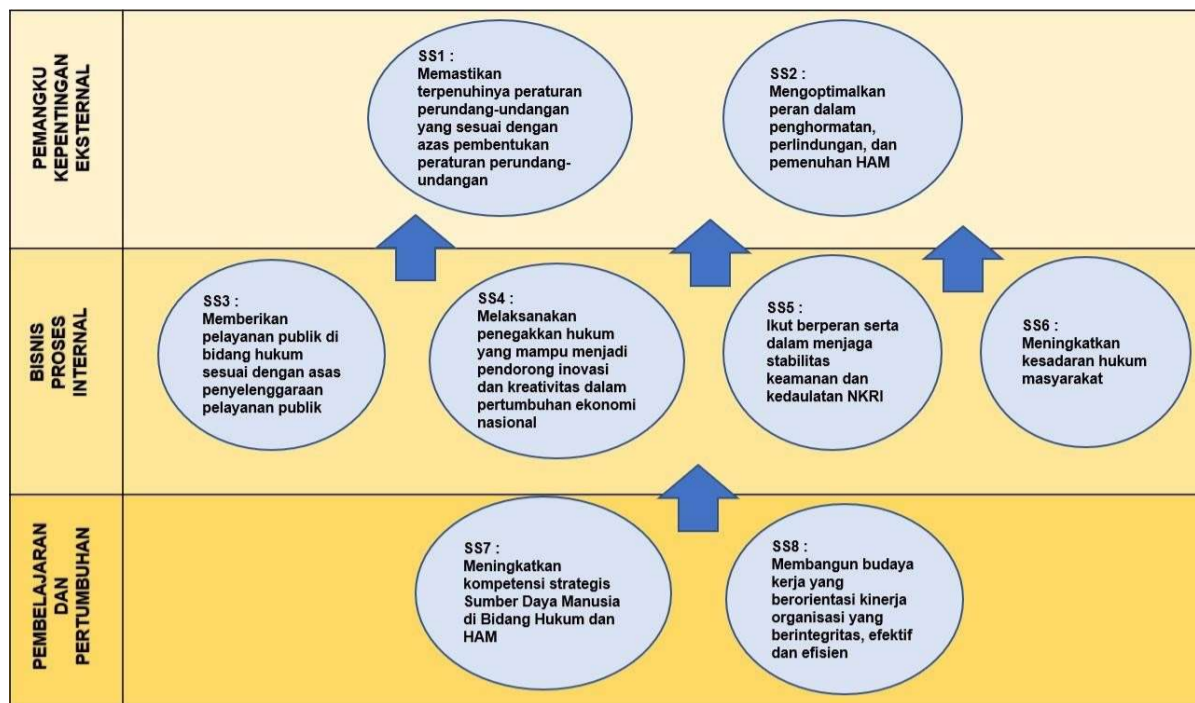 PEMANGKU
KEPENTINGAN
EKSTERNAL
SS1 :
Memastikan
terpenuhinya peraturan
perundang-undangan
yang sesuai dengan
azas pembentukan
peraturan perundang-
undangan
SS2 :
Mengoptimalkan
peran dalam
penghormatan,
perlindungan, dan
pemenuhan HAM
BISNIS
PROSES
INTERNAL
SS3 :
Memberikan
pelayanan publik di
bidang hukum
sesuai dengan asas
penyelenggaraan
pelayanan publik
SS4 :
Melaksanakan
penegakkan hukum
yang mampu menjadi
pendorong inovasi
dan kreativitas dalam
pertumbuhan ekonomi
nasional
SS5 :
Ikut berperan serta
dalam menjaga
stabilitas
keamanan dan
kedaulatan NKRI
SS6 :
Meningkatkan
kesadaran hukum
masyarakat
PEMBELAJARAN
DAN
PERTUMBUHAN
SS7 :
Meningkatkan
kompetensi strategis
Sumber Daya Manusia
di Bidang Hukum dan
HAM
SS8 :
Membangun budaya
kerja yang
berorientasi kinerja
organisasi yang
berintegritas, efektif
dan efisien